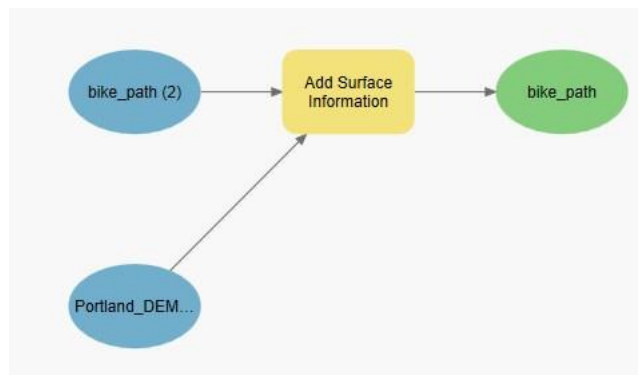 bike_path (2)
Add Surface
Information
bike_path
Portland_DEM...